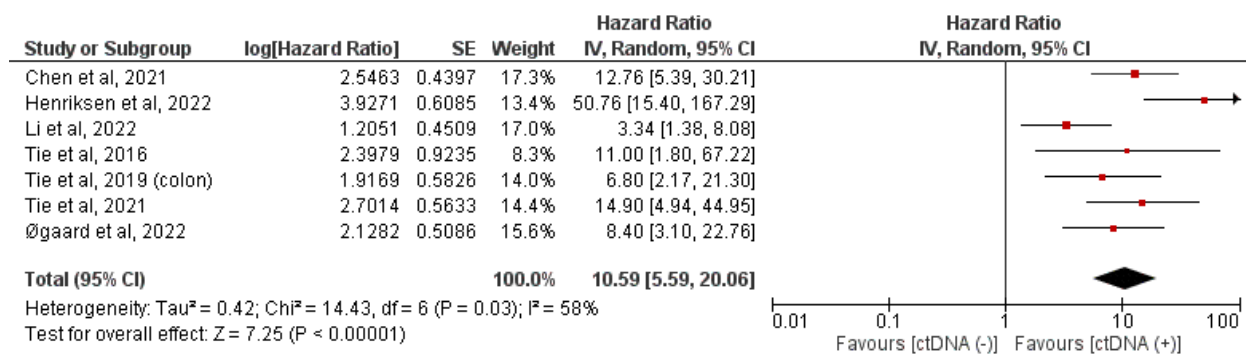 Hazard Ratio Hazard Ratio
Study or Subgroup log[Hazard Ratio] SE Weight IV, Random, 95% CI IV, Random, 95% CI
Chen et al, 2021 2.5463 0.4397 17.3% 12.76 [5.39, 30.21]
Henriksen et al, 2022 3.9271 0.6085 13.4% 50.76 [15.40, 167.29]
Li et al, 2022 1.2051 0.4509 17.0% 3.34 [1.38, 8.08]
Tie et al, 2016 2.3979 0.9235 8.3% 11.00 [1.80, 67.22]
Tie et al, 2019 (colon) 1.9169 0.5826 14.0% 6.80 [2.17, 21.30]
Tie et al, 2021 2.7014 0.5633 14.4% 14.90 [4.94, 44.95]
Øgaard et al, 2022 2.1282 0.5086 15.6% 8.40 [3.10, 22.76]
Total (95% CI) 100.0% 10.59 [5.59, 20.06]
Heterogeneity: Tau² = 0.42; Chi² = 14.43, df = 6 (P = 0.03); I² = 58%
Test for overall effect: Z = 7.25 (P < 0.00001)
0.01 0.1 1 10 100
Favours [ctDNA (-)] Favours [ctDNA (+)]